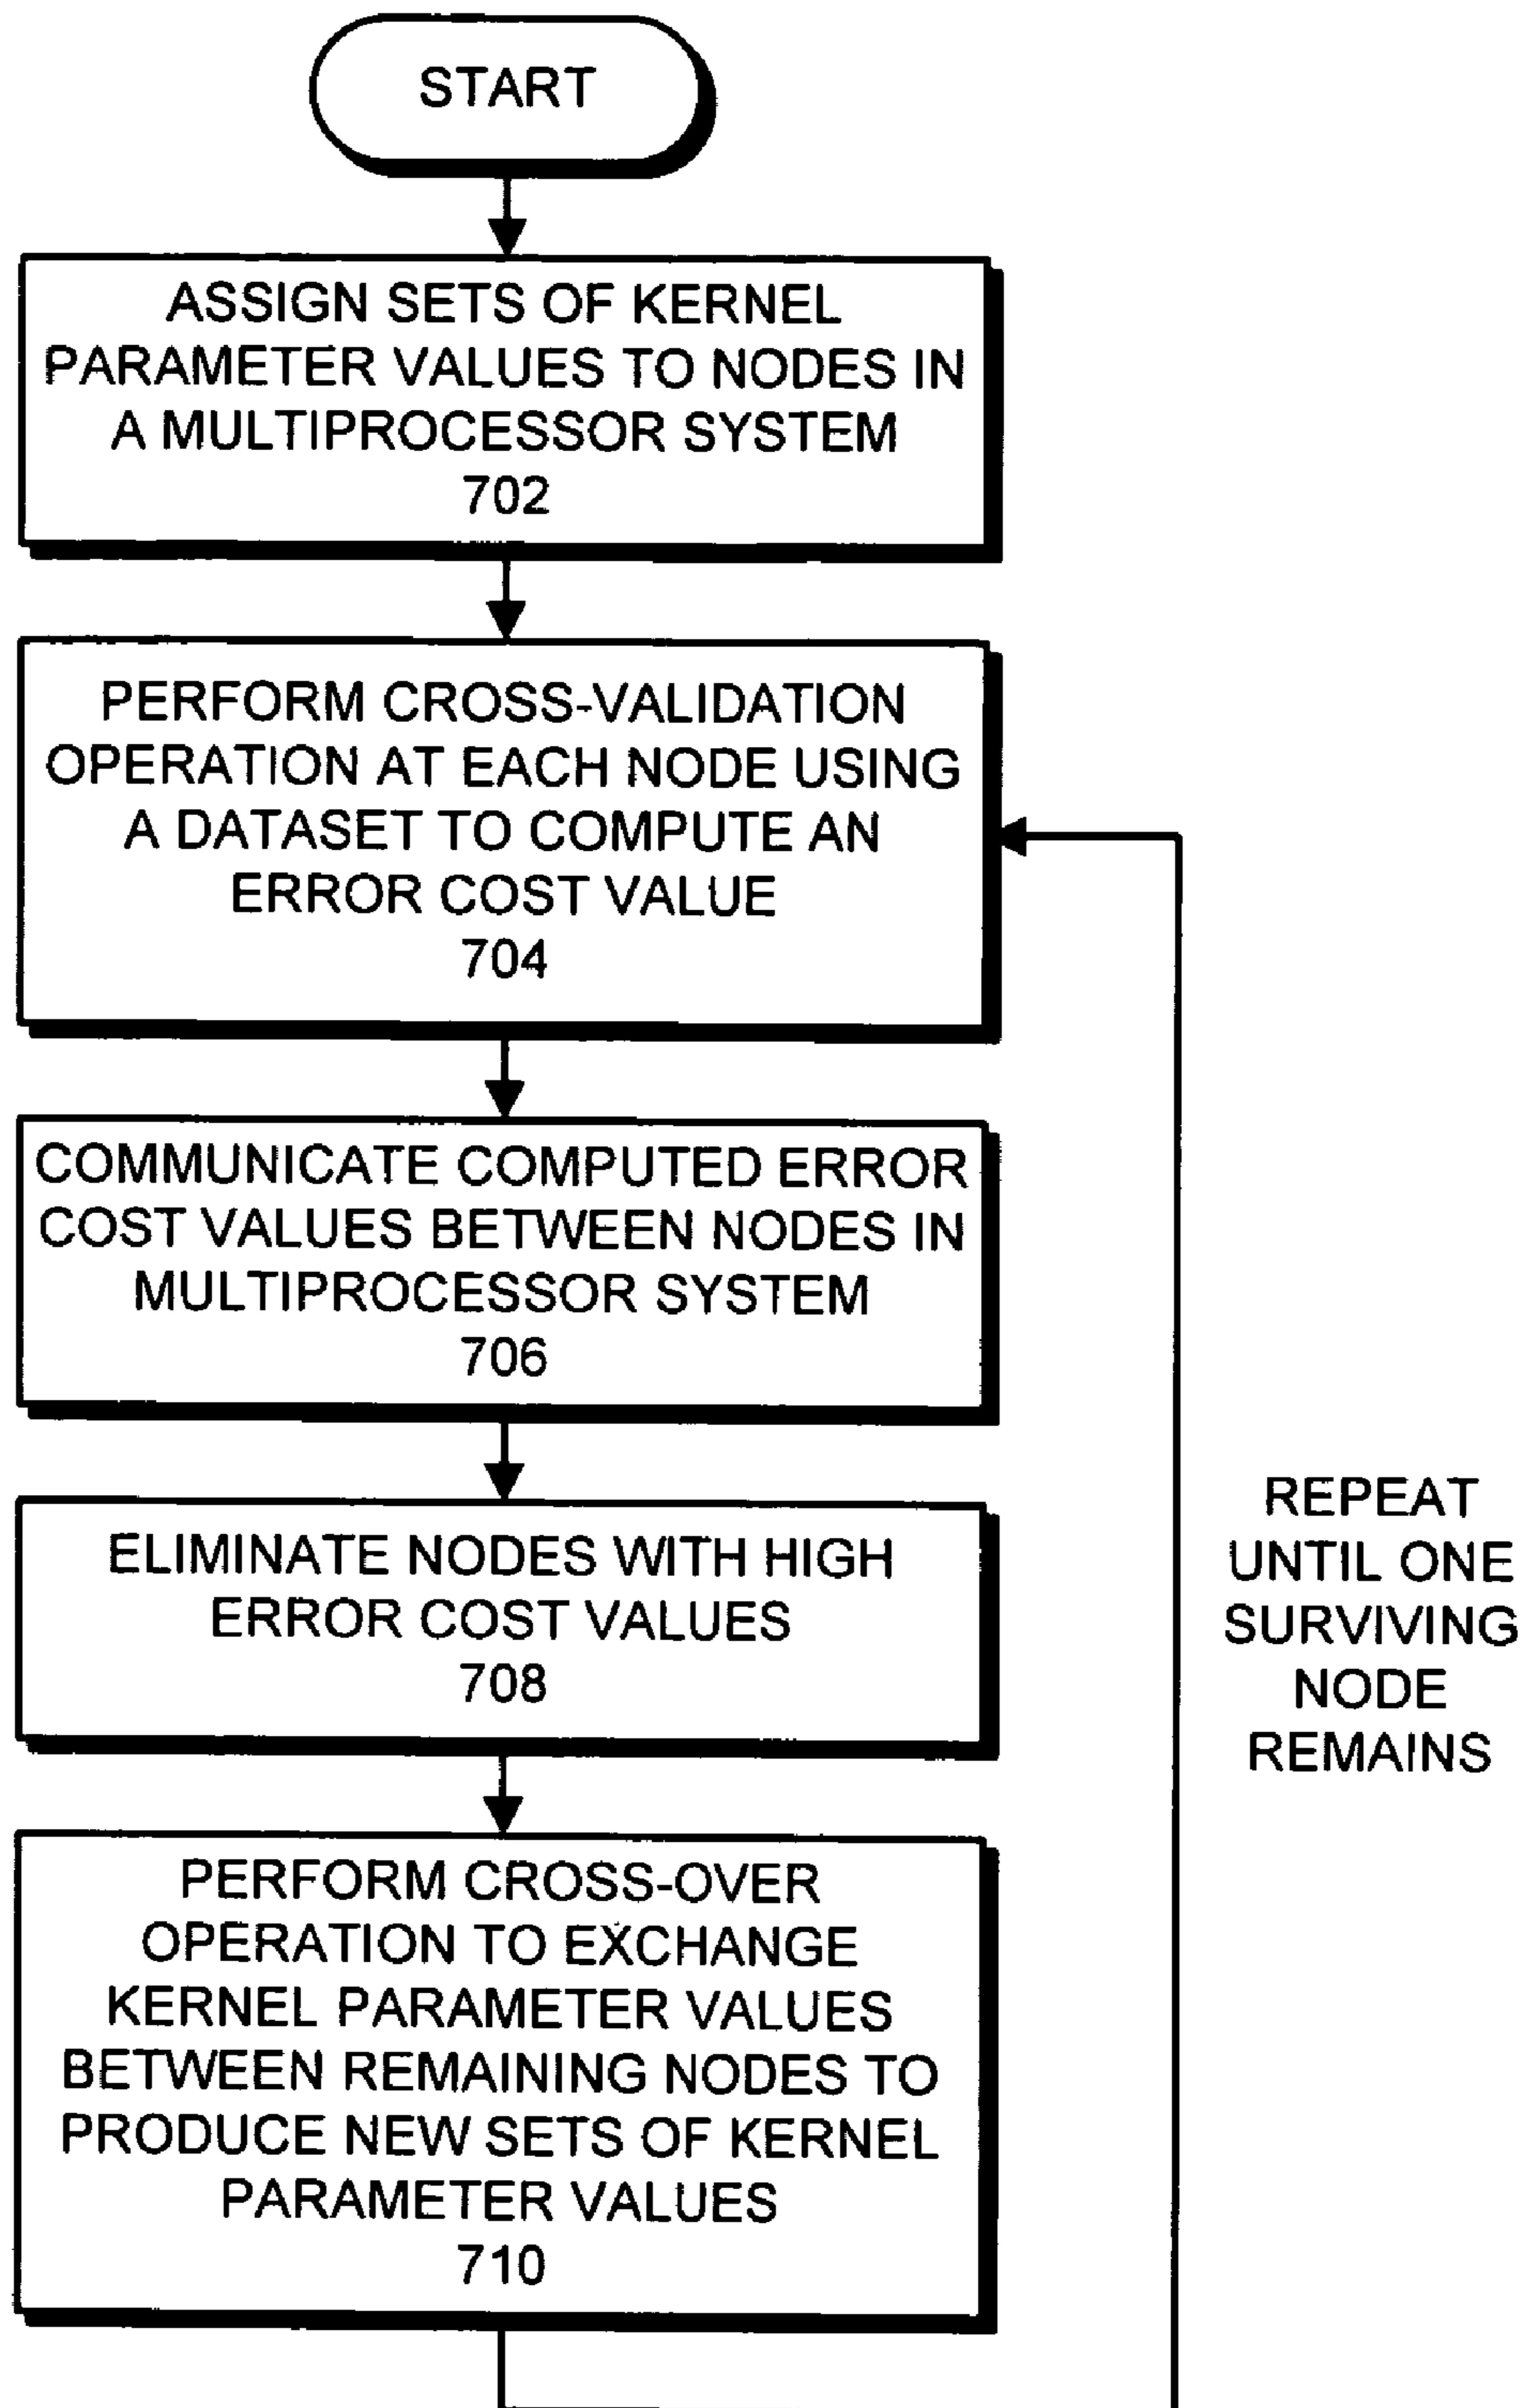 START
ASSIGN SETS OF KERNEL
PARAMETER VALUES TO NODES IN
A MULTIPROCESSOR SYSTEM
702
PERFORM CROSS-VALIDATION
OPERATION AT EACH NODE USING
A DATASET TO COMPUTE AN
ERROR COST VALUE
704
COMMUNICATE COMPUTED ERROR
COST VALUES BETWEEN NODES IN
MULTIPROCESSOR SYSTEM
706
ELIMINATE NODES WITH HIGH
ERROR COST VALUES
708
PERFORM CROSS-OVER
OPERATION TO EXCHANGE
KERNEL PARAMETER VALUES
BETWEEN REMAINING NODES TO
PRODUCE NEW SETS OF KERNEL
PARAMETER VALUES
710
REPEAT
UNTIL ONE
SURVIVING
NODE
REMAINS